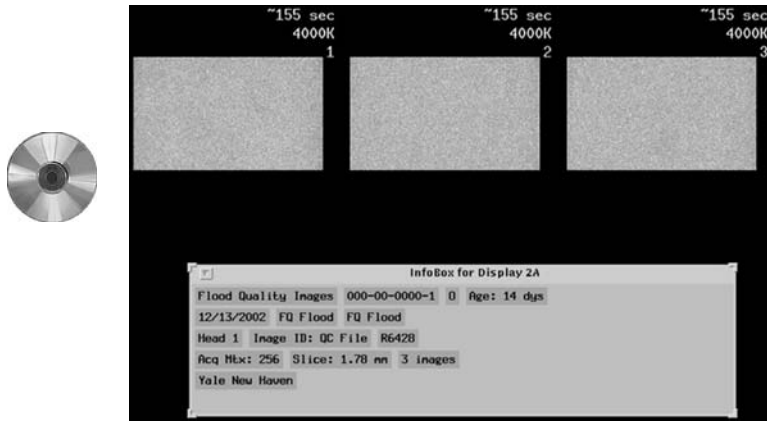 ~155 sec ~155 sec ~155 sec
4000K 4000K 4000K
1 2 3
InfoBox for Display 2A
Flood Quality Images 000-00-0000-1 0 Age: 14 dys
12/13/2002 FQ Flood FQ Flood
Head 1 Image ID: QC File R6428
Acq Mtx: 256 Slice: 1.78 mm 3 images
Yale New Haven